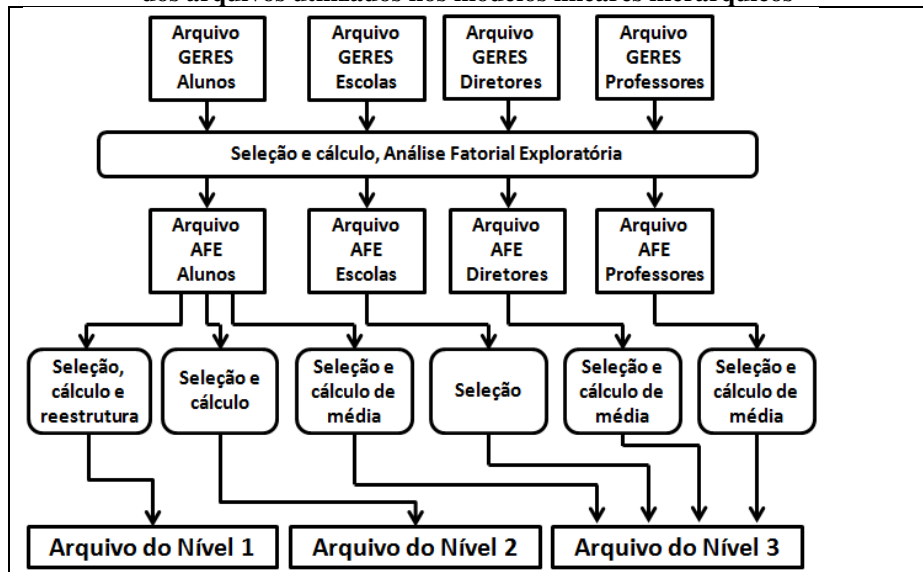 dos arquivos utilizados nos modelos lineares hierárquicos
Arquivo
GERES
Alunos
Arquivo
GERES
Escolas
Arquivo
GERES
Diretores
Arquivo
GERES
Professores
Seleção e cálculo, Análise Fatorial Exploratória
Arquivo
AFE
Alunos
Arquivo
AFE
Escolas
Arquivo
AFE
Diretores
Arquivo
AFE
Professores
Seleção,
cálculo e
reestrutura
Seleção e
cálculo
Seleção e
cálculo de
média
Seleção
Seleção e
cálculo de
média
Seleção e
cálculo de
média
Arquivo do Nível 1
Arquivo do Nível 2
Arquivo do Nível 3